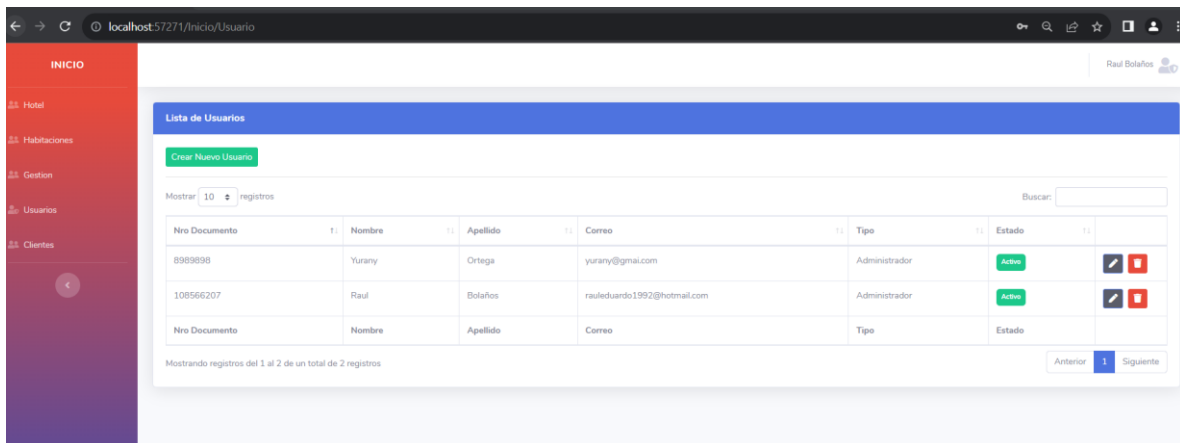 localhost:57271/Inicio/Usuario
INICIO
Raul Bolaños
Hotel
Habitaciones
Gestion
Usuarios
Clientes
Lista de Usuarios
Crear Nuevo Usuario
Mostrar 10 registros
Buscar:
Nro Documento Nombre Apellido Correo Tipo Estado
8989898 Yurany Ortega yurany@gmai.com Administrador Activo
108566207 Raul Bolaños rauleduardo1992@hotmail.com Administrador Activo
Nro Documento Nombre Apellido Correo Tipo Estado
Mostrando registros del 1 al 2 de un total de 2 registros
Anterior 1 Siguiente